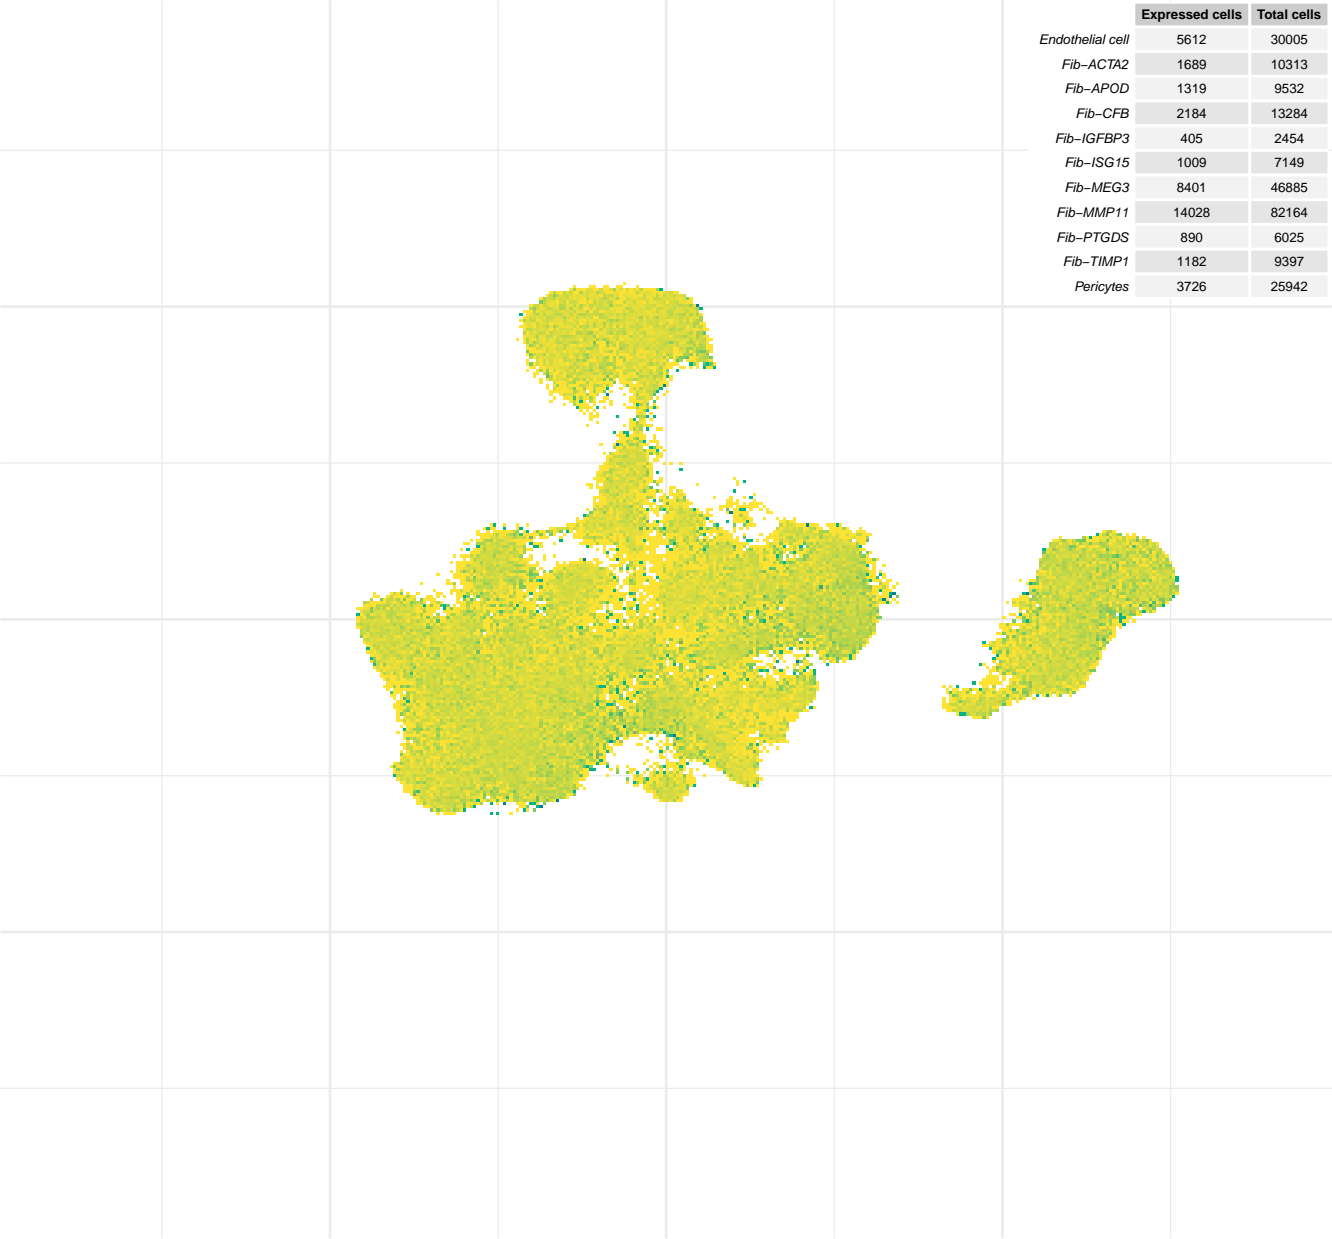 Expressed cells Total cells
Endothelial cell 5612 30005
Fib−ACTA2 1689 10313
Fib−APOD 1319 9532
Fib−CFB 2184 13284
Fib−IGFBP3 405 2454
Fib−ISG15 1009 7149
Fib−MEG3 8401 46885
Fib−MMP11 14028 82164
Fib−PTGDS 890 6025
Fib−TIMP1 1182 9397
Pericytes 3726 25942